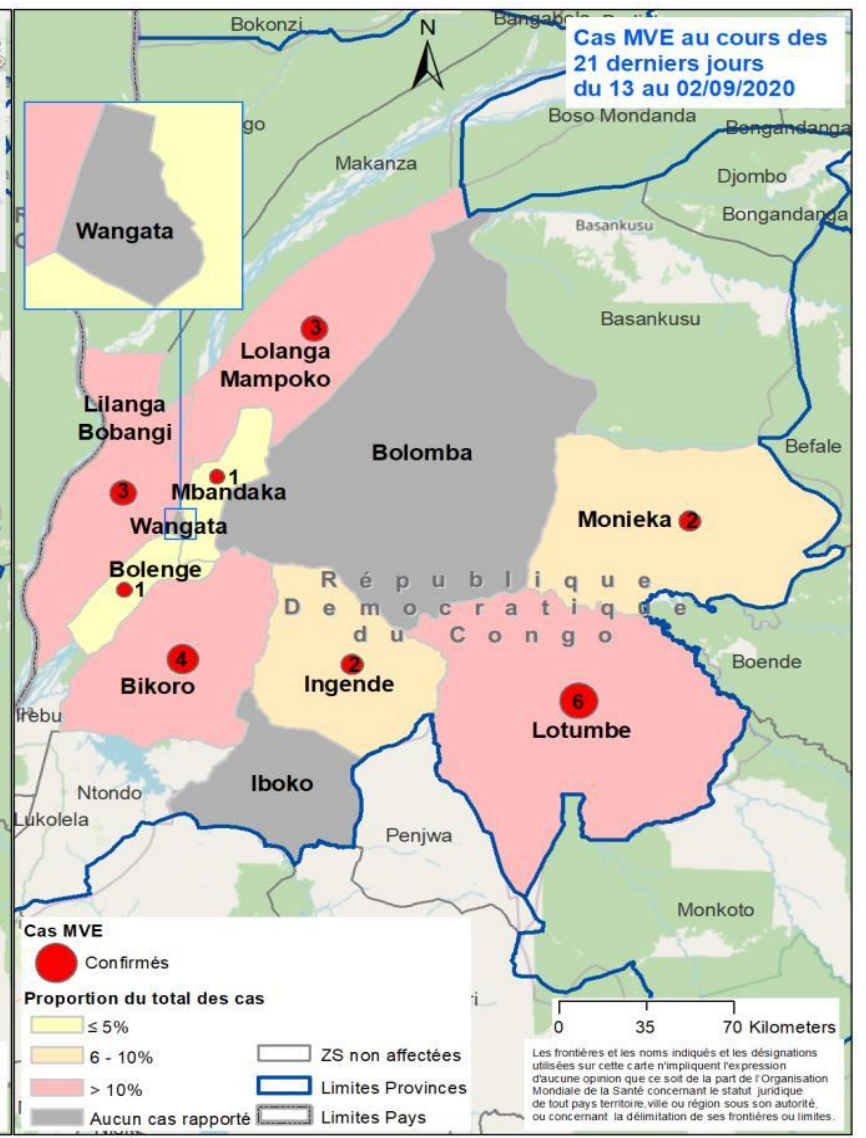 Bokonzi
N
Cas MVE au cours des
21 derniers jours
du 13 au 02/09/2020
go
Makanza
Boso Mondanda
Bongandanga
Djombo
Bongandanga
Basankusu
Basankusu
Wangata
3
Lolanga
Mampoko
Lilanga
Bobangi
Bolomba
Befale
1
Mbandaka
3
Monieka
2
Wangata
Bolenge
1
République
Democratique
du Congo
4
Bikoro
2
Ingende
Boende
6
Lotumbe
Irebu
Iboko
Ntondo
Lukolela
Penjwa
Monkoto
Cas MVE
Confirmés
Proportion du total des cas
≤ 5%
6 - 10%
> 10%
Aucun cas rapporté
ZS non affectées
Limites Provinces
Limites Pays
0 35 70 Kilometers
Les frontières et les noms indiqués et les désignations
utilisées sur cette carte n'impliquent l'expression
d'aucune opinion que ce soit de la part de l'Organisation
Mondiale de la Santé concernant le statut juridique
de tout pays territoire, ville ou région sous son autorité,
ou concernant la délimitation de ses frontières ou limites.